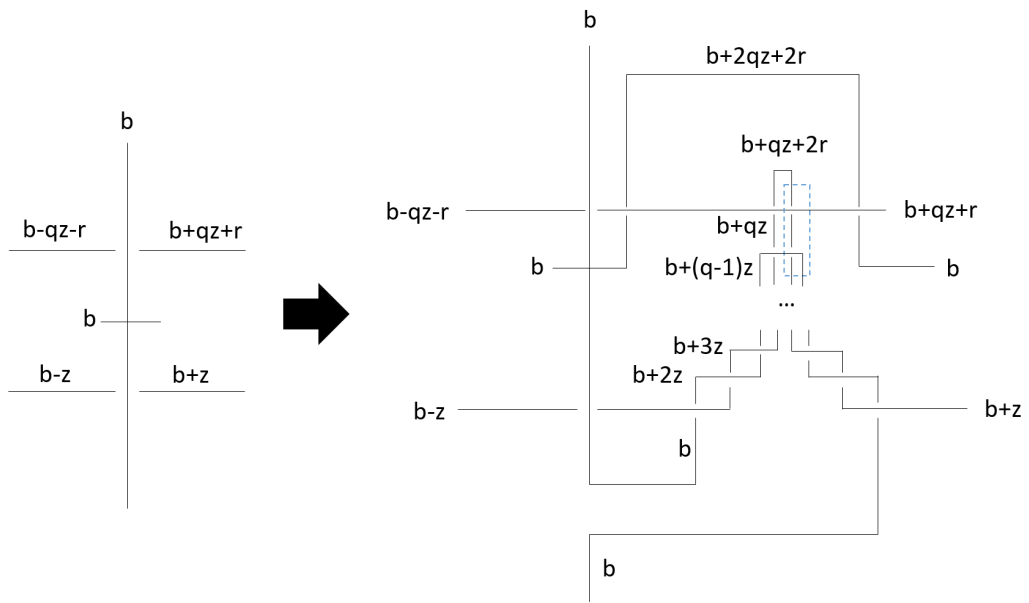 b
b-qz-r
b+qz+r
b
b-z
b+z
b
b+2qz+2r
b+qz+2r
b-qz-r
b+qz
b+qz+r
b
b+(q-1)z
b
...
b+3z
b+2z
b-z
b+z
b
b